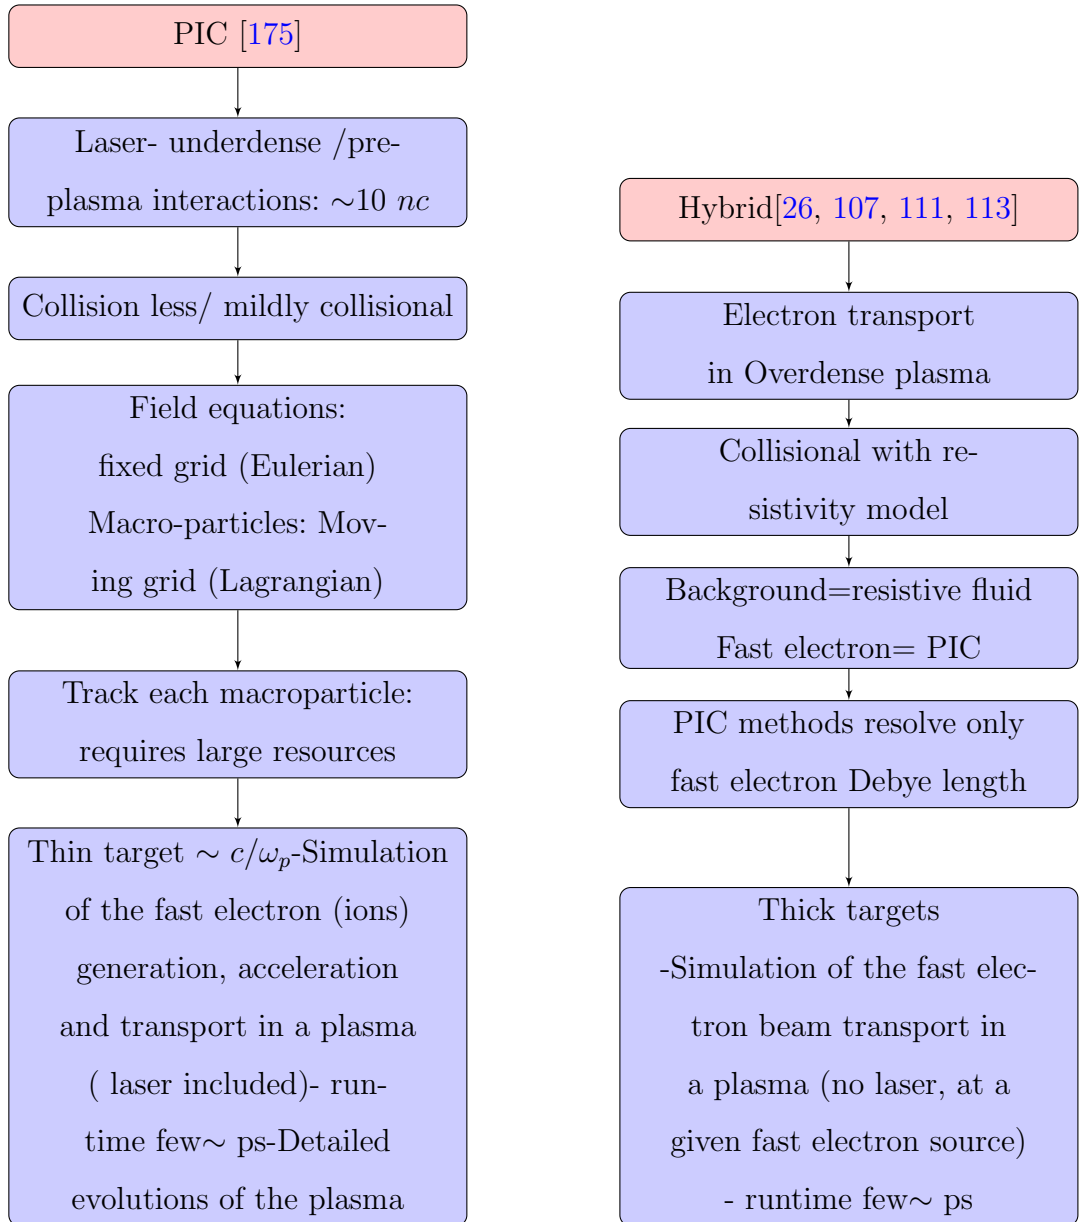 PIC [175]
Laser- underdense /pre-
plasma interactions: ∼10 nc
Collision less/ mildly collisional
Field equations:
fixed grid (Eulerian)
Macro-particles: Mov-
ing grid (Lagrangian)
Track each macroparticle:
requires large resources
Thin target ∼ c/ωp-Simulation
of the fast electron (ions)
generation, acceleration
and transport in a plasma
( laser included)- run-
time few∼ ps-Detailed
evolutions of the plasma
Hybrid[26, 107, 111, 113]
Electron transport
in Overdense plasma
Collisional with re-
sistivity model
Background=resistive fluid
Fast electron= PIC
PIC methods resolve only
fast electron Debye length
Thick targets
-Simulation of the fast elec-
tron beam transport in
a plasma (no laser, at a
given fast electron source)
- runtime few∼ ps